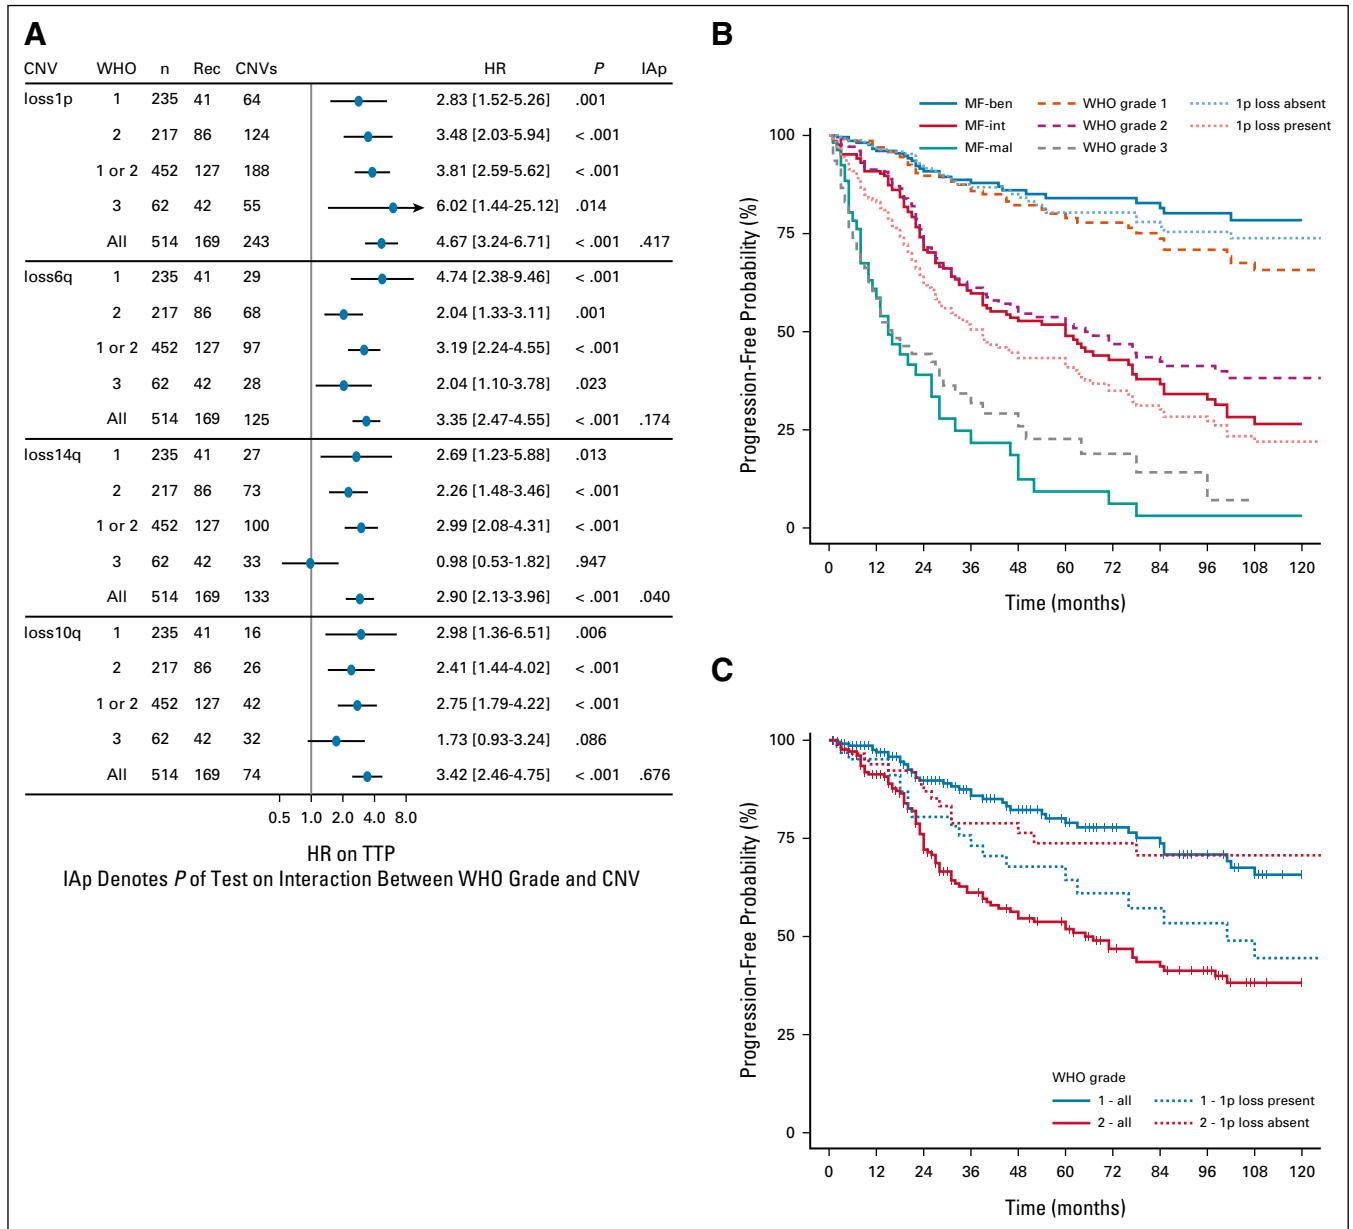 A
CNV WHO n Rec CNVs HR P IAp
loss1p 1 235 41 64 2.83 [1.52-5.26] .001
2 217 86 124 3.48 [2.03-5.94] < .001
1 or 2 452 127 188 3.81 [2.59-5.62] < .001
3 62 42 55 6.02 [1.44-25.12] .014
All 514 169 243 4.67 [3.24-6.71] < .001 .417
loss6q 1 235 41 29 4.74 [2.38-9.46] < .001
2 217 86 68 2.04 [1.33-3.11] .001
1 or 2 452 127 97 3.19 [2.24-4.55] < .001
3 62 42 28 2.04 [1.10-3.78] .023
All 514 169 125 3.35 [2.47-4.55] < .001 .174
loss14q 1 235 41 27 2.69 [1.23-5.88] .013
2 217 86 73 2.26 [1.48-3.46] < .001
1 or 2 452 127 100 2.99 [2.08-4.31] < .001
3 62 42 33 0.98 [0.53-1.82] .947
All 514 169 133 2.90 [2.13-3.96] < .001 .040
loss10q 1 235 41 16 2.98 [1.36-6.51] .006
2 217 86 26 2.41 [1.44-4.02] < .001
1 or 2 452 127 42 2.75 [1.79-4.22] < .001
3 62 42 32 1.73 [0.93-3.24] .086
All 514 169 74 3.42 [2.46-4.75] < .001 .676
0.5 1.0 2.0 4.0 8.0
HR on TTP
IAp Denotes P of Test on Interaction Between WHO Grade and CNV
B
MF-ben WHO grade 1 1p loss absent
MF-int WHO grade 2 1p loss present
MF-mal WHO grade 3
Progression-Free Probability (%)
100
75
50
25
0
0 12 24 36 48 60 72 84 96 108 120
Time (months)
C
Progression-Free Probability (%)
100
75
50
25
0
WHO grade
1 - all 1 - 1p loss present
2 - all 2 - 1p loss absent
0 12 24 36 48 60 72 84 96 108 120
Time (months)